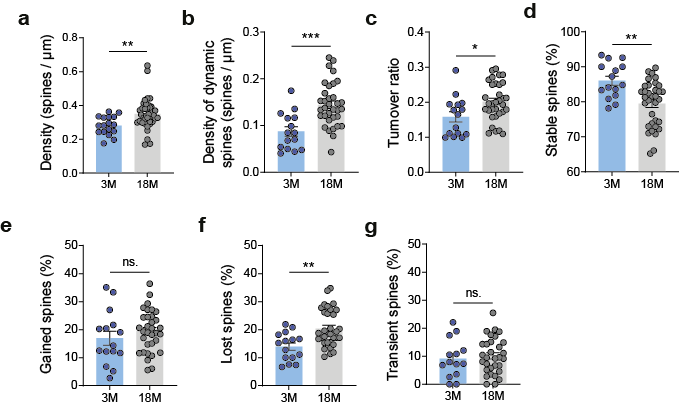 a
**
Density (spines / µm)
0.8
0.6
0.4
0.2
0.0
3M 18M
b
***
Density of dynamic
spines (spines / µm)
0.3
0.2
0.1
0.0
3M 18M
c
*
Turnover ratio
0.4
0.3
0.2
0.1
0.0
3M 18M
d
**
Stable spines (%)
100
90
80
70
60
3M 18M
e
ns.
Gained spines (%)
50
40
30
20
10
0
3M 18M
f
**
Lost spines (%)
50
40
30
20
10
0
3M 18M
g
ns.
Transient spines (%)
50
40
30
20
10
0
3M 18M